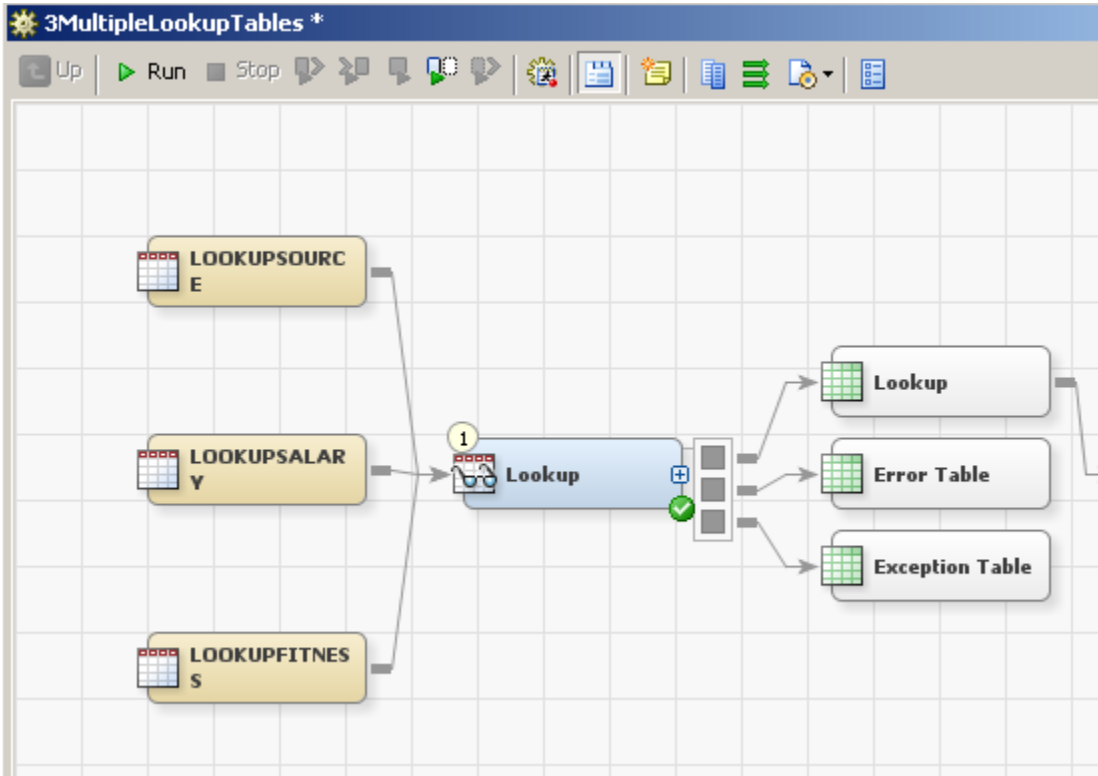 3MultipleLookupTables *
Up Run Stop
LOOKUPSOURC
E
LOOKUPSALAR
Y
LOOKUPFITNES
S
1
Lookup
Lookup
Error Table
Exception Table